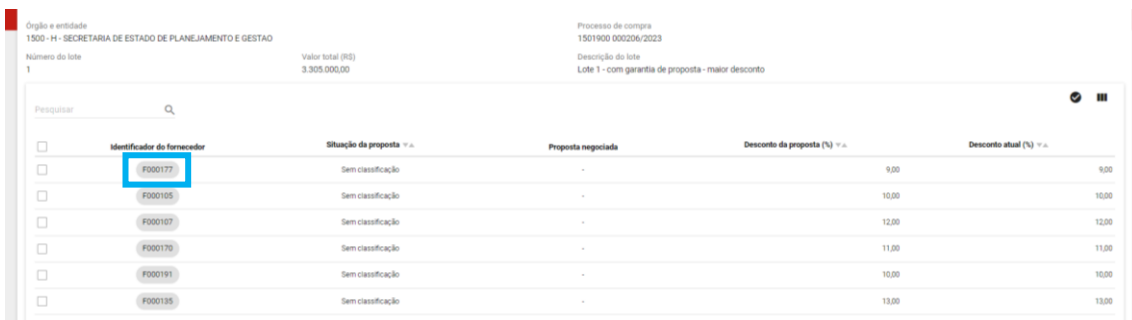 Órgão e entidade Processo de compra
1500 - H - SECRETARIA DE ESTADO DE PLANEJAMENTO E GESTAO 1501900 000206/2023
Número do lote Valor total (R$) Descrição do lote
1 3.305.000,00 Lote 1 - com garantia de proposta - maior desconto
Pesquisar
Identificador do fornecedor Situação da proposta Proposta negociada Desconto da proposta (%) Desconto atual (%)
F000177 Sem classificação - 9,00 9,00
F000105 Sem classificação - 10,00 10,00
F000107 Sem classificação - 12,00 12,00
F000170 Sem classificação - 11,00 11,00
F000191 Sem classificação - 10,00 10,00
F000135 Sem classificação - 13,00 13,00